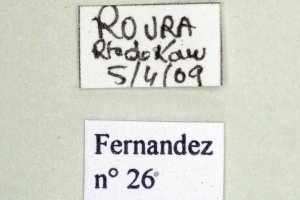 ROURA
Rte de Kaw
5/4/09
Fernandez
n° 26